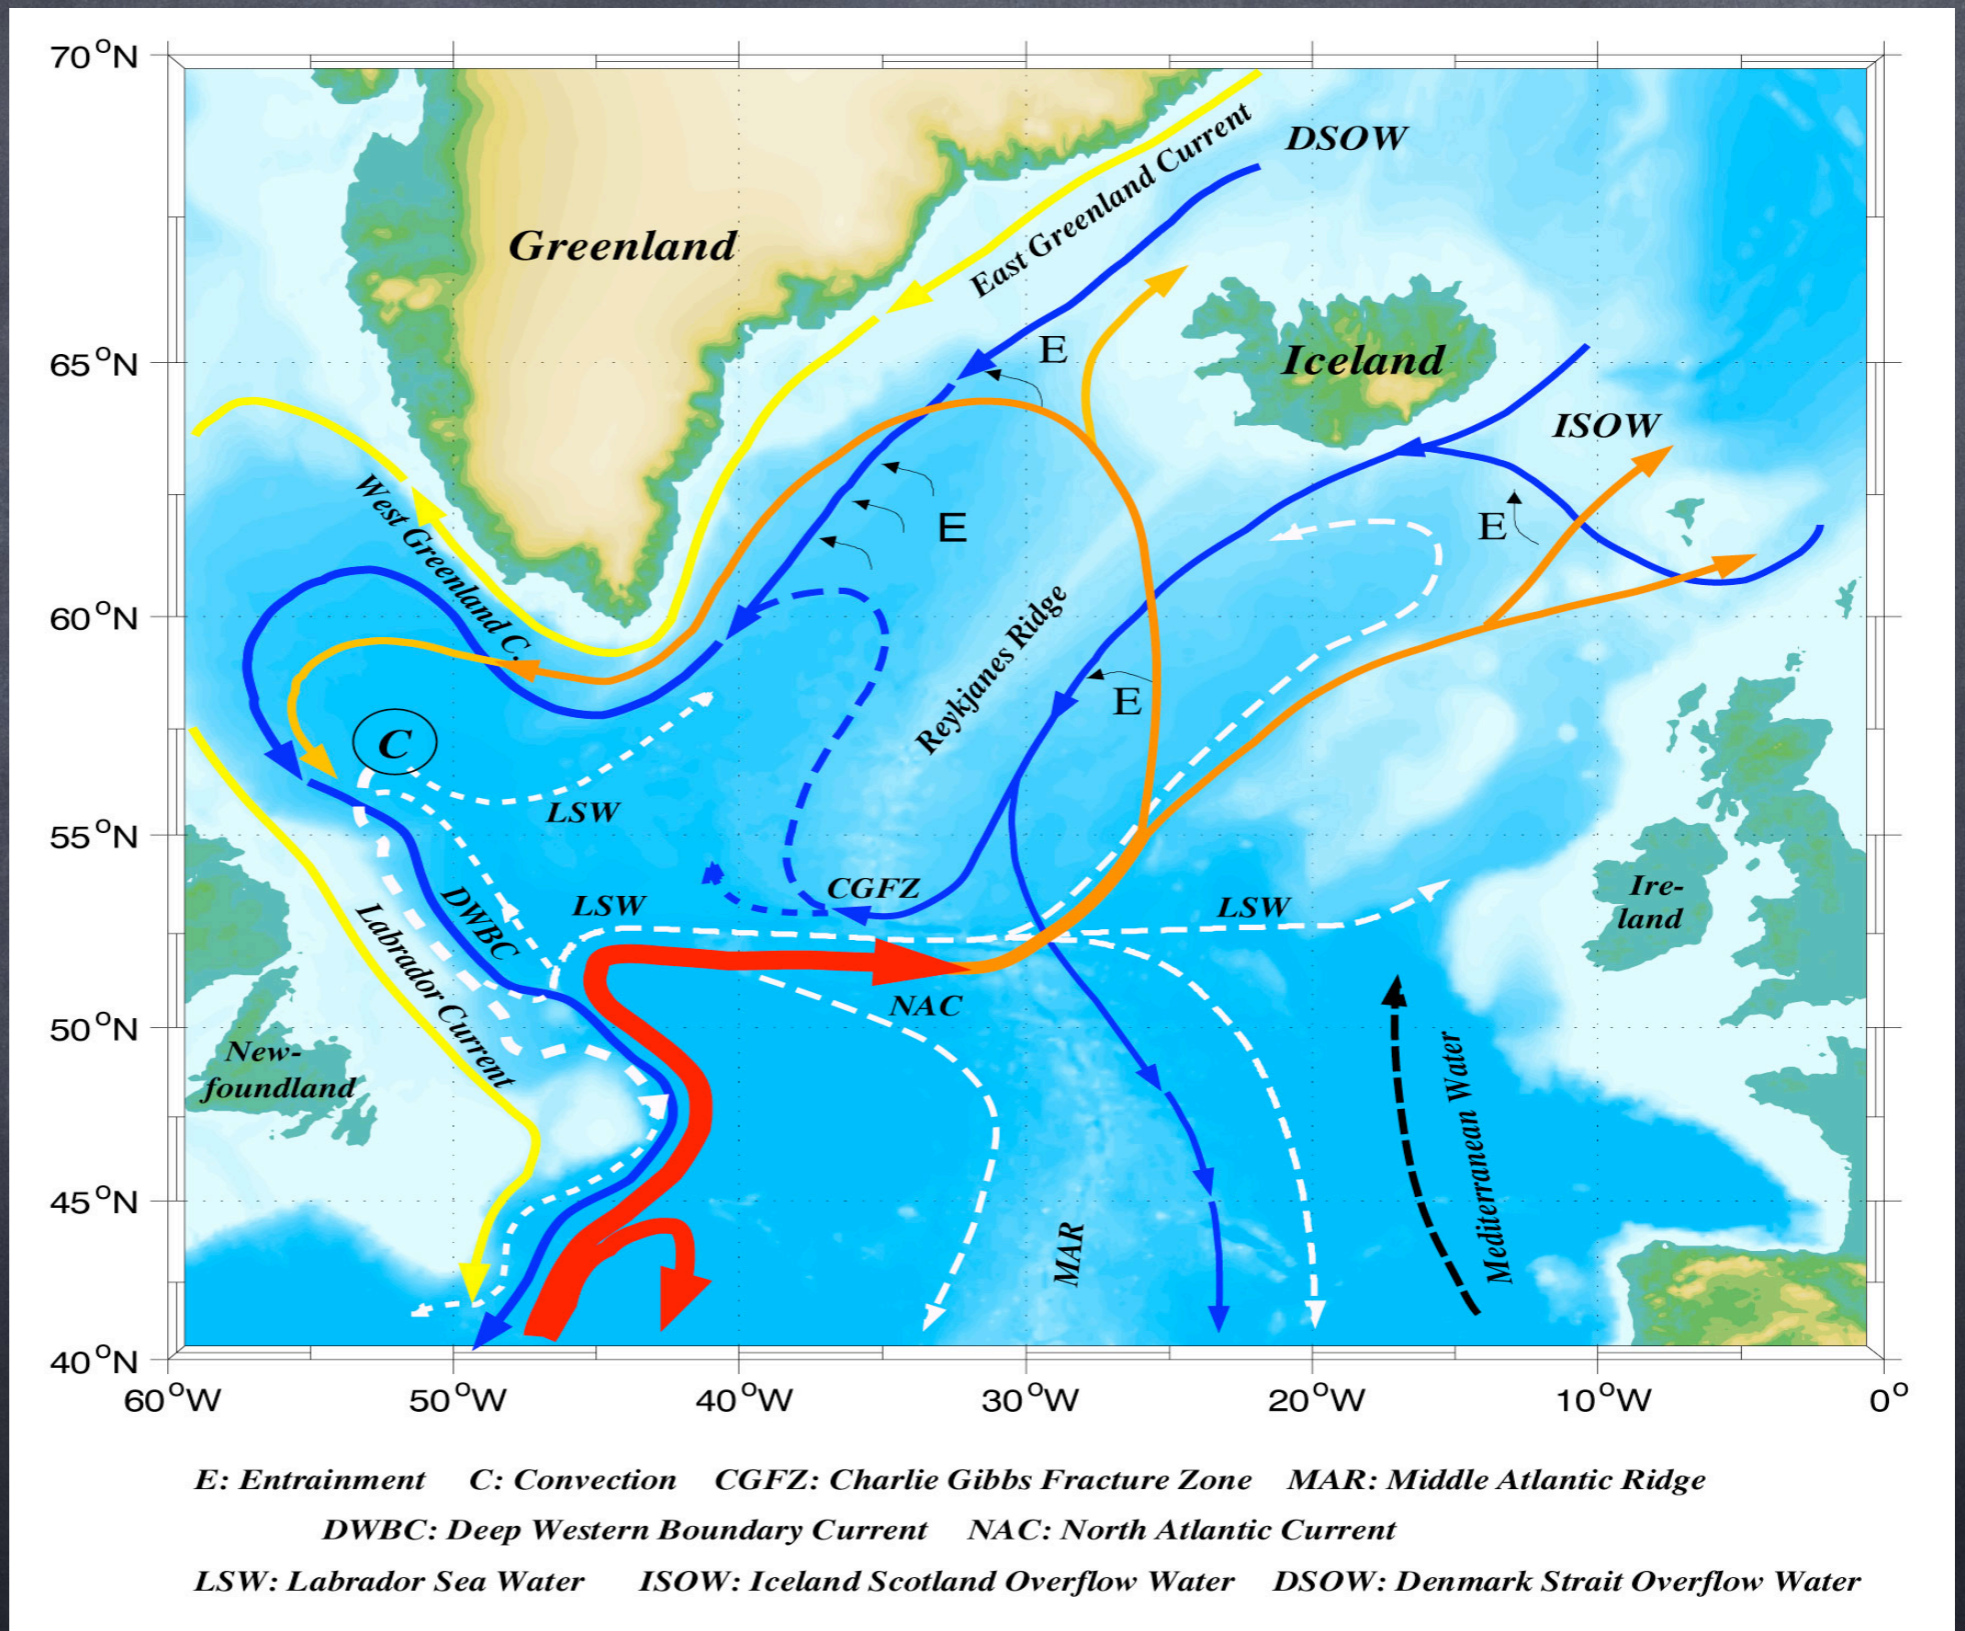 70°N
65°N
60°N
55°N
50°N
45°N
40°N
60°W 50°W 40°W 30°W 20°W 10°W 0°
Greenland
East Greenland Current
DSOW
E
Iceland
ISOW
West Greenland C.
E
E
Reykjanes Ridge
E
C
LSW
CGFZ
DWBC
LSW
LSW
Ire-
land
Labrador Current
NAC
New-
foundland
Mediterranean Water
MAR
E: Entrainment C: Convection CGFZ: Charlie Gibbs Fracture Zone MAR: Middle Atlantic Ridge
DWBC: Deep Western Boundary Current NAC: North Atlantic Current
LSW: Labrador Sea Water ISOW: Iceland Scotland Overflow Water DSOW: Denmark Strait Overflow Water